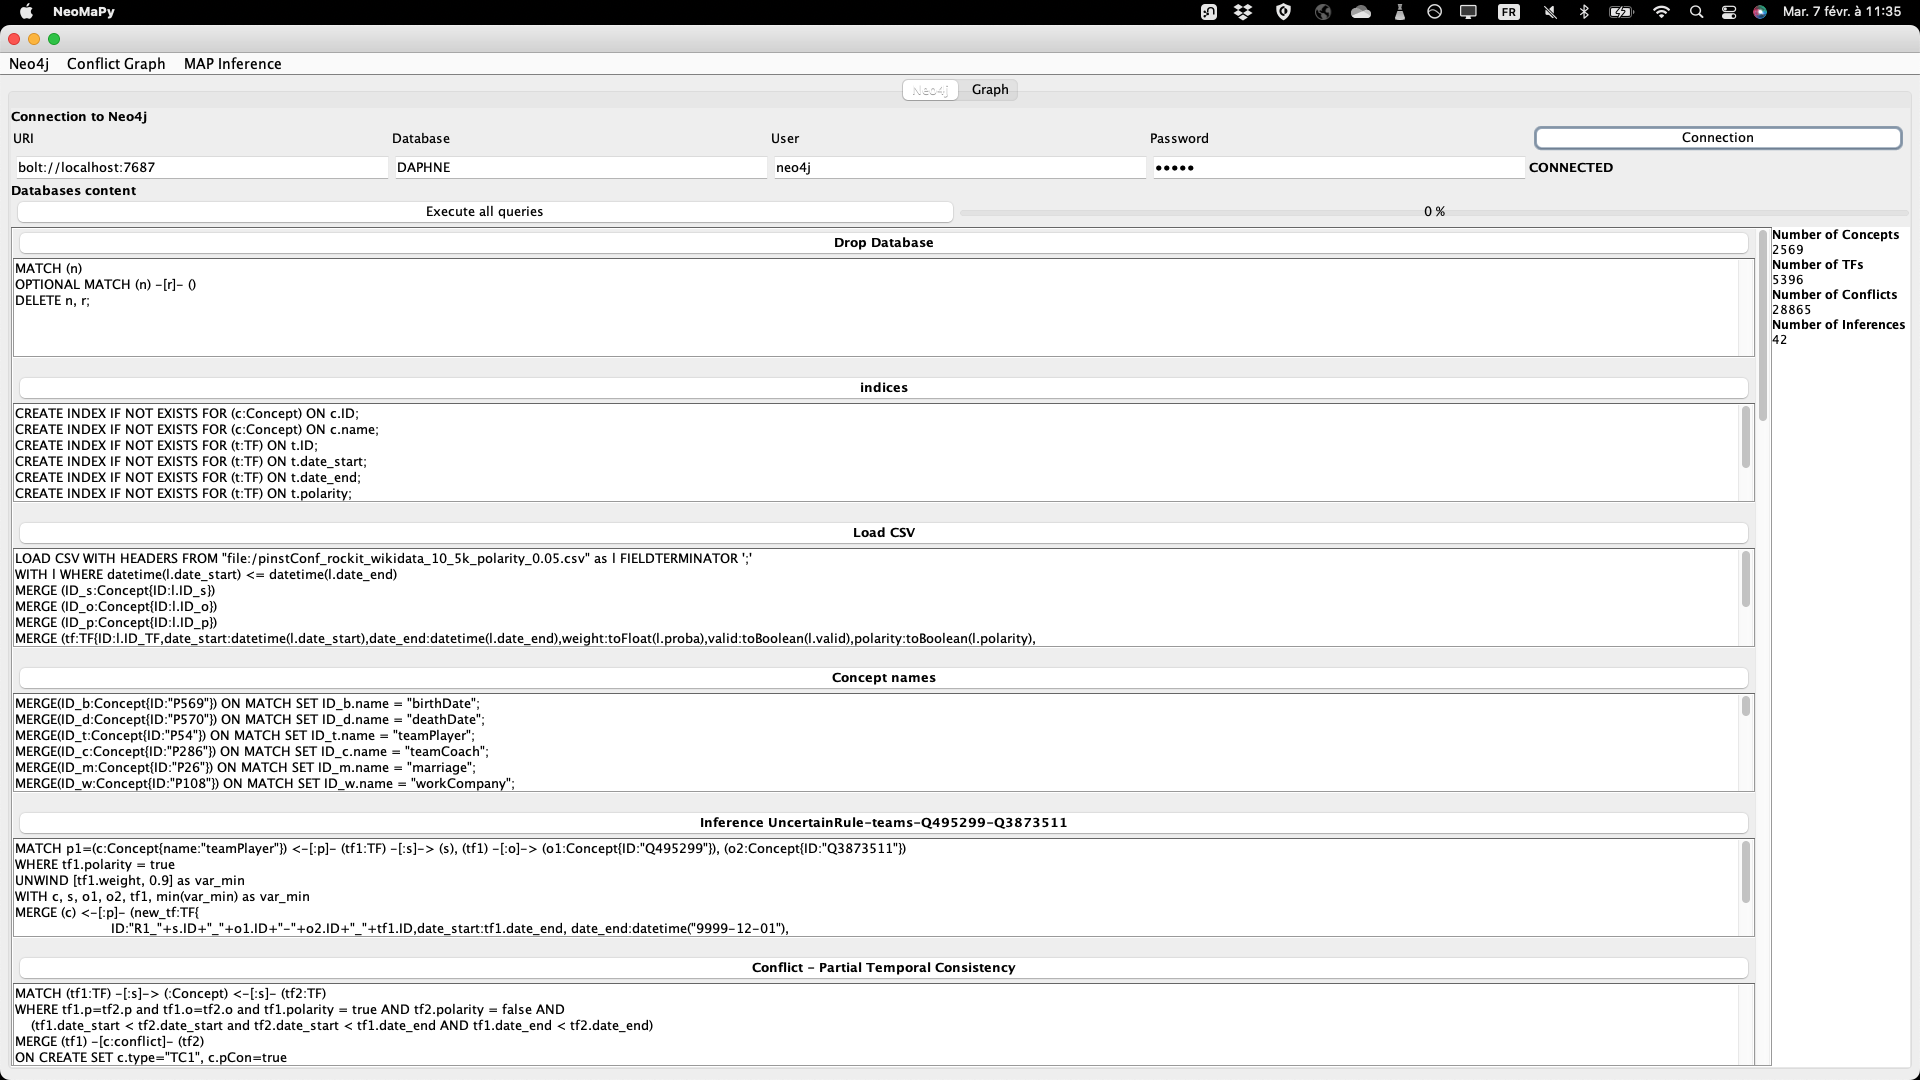 NeoMaPy
FR
Mar. 7 févr. à 11:35
Neo4j Conflict Graph MAP Inference
Neo4j Graph
Connection to Neo4j
URI Database User Password Connection
bolt://localhost:7687 DAPHNE neo4j ••••• CONNECTED
Databases content
Execute all queries 0 %
Drop Database
MATCH (n)
OPTIONAL MATCH (n) -[r]- ()
DELETE n, r;
indices
CREATE INDEX IF NOT EXISTS FOR (c:Concept) ON c.ID;
CREATE INDEX IF NOT EXISTS FOR (c:Concept) ON c.name;
CREATE INDEX IF NOT EXISTS FOR (t:TF) ON t.ID;
CREATE INDEX IF NOT EXISTS FOR (t:TF) ON t.date_start;
CREATE INDEX IF NOT EXISTS FOR (t:TF) ON t.date_end;
CREATE INDEX IF NOT EXISTS FOR (t:TF) ON t.polarity;
Load CSV
LOAD CSV WITH HEADERS FROM "file:/pinstConf_rockit_wikidata_10_5k_polarity_0.05.csv" as l FIELDTERMINATOR ';'
WITH l WHERE datetime(l.date_start) <= datetime(l.date_end)
MERGE (ID_s:Concept{ID:l.ID_s})
MERGE (ID_o:Concept{ID:l.ID_o})
MERGE (ID_p:Concept{ID:l.ID_p})
MERGE (tf:TF{ID:l.ID_TF,date_start:datetime(l.date_start),date_end:datetime(l.date_end),weight:toFloat(l.proba),valid:toBoolean(l.valid),polarity:toBoolean(l.polarity),
Concept names
MERGE(ID_b:Concept{ID:"P569"}) ON MATCH SET ID_b.name = "birthDate";
MERGE(ID_d:Concept{ID:"P570"}) ON MATCH SET ID_d.name = "deathDate";
MERGE(ID_t:Concept{ID:"P54"}) ON MATCH SET ID_t.name = "teamPlayer";
MERGE(ID_c:Concept{ID:"P286"}) ON MATCH SET ID_c.name = "teamCoach";
MERGE(ID_m:Concept{ID:"P26"}) ON MATCH SET ID_m.name = "marriage";
MERGE(ID_w:Concept{ID:"P108"}) ON MATCH SET ID_w.name = "workCompany";
Inference UncertainRule-teams-Q495299-Q3873511
MATCH p1=(c:Concept{name:"teamPlayer"}) <-[:p]- (tf1:TF) -[:s]-> (s), (tf1) -[:o]-> (o1:Concept{ID:"Q495299"}), (o2:Concept{ID:"Q3873511"})
WHERE tf1.polarity = true
UNWIND [tf1.weight, 0.9] as var_min
WITH c, s, o1, o2, tf1, min(var_min) as var_min
MERGE (c) <-[:p]- (new_tf:TF{
ID:"R1_"+s.ID+"_"+o1.ID+"-"+o2.ID+"_"+tf1.ID,date_start:tf1.date_end, date_end:datetime("9999-12-01"),
Conflict - Partial Temporal Consistency
MATCH (tf1:TF) -[:s]-> (:Concept) <-[:s]- (tf2:TF)
WHERE tf1.p=tf2.p and tf1.o=tf2.o and tf1.polarity = true AND tf2.polarity = false AND
(tf1.date_start < tf2.date_start and tf2.date_start < tf1.date_end AND tf1.date_end < tf2.date_end)
MERGE (tf1) -[c:conflict]- (tf2)
ON CREATE SET c.type="TC1", c.pCon=true
Number of Concepts
2569
Number of TFs
5396
Number of Conflicts
28865
Number of Inferences
42